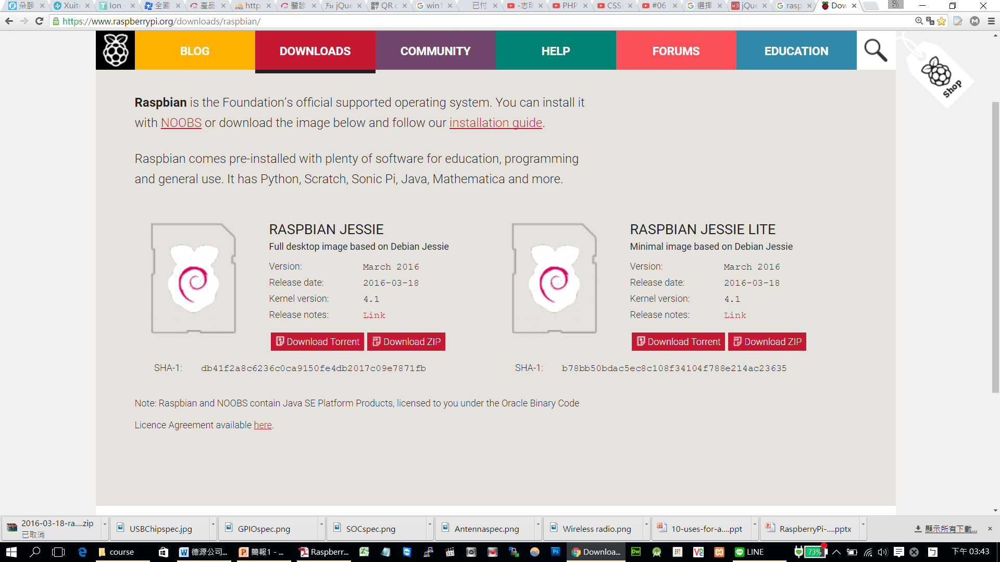 朵頤
Xuit
Ion -
全國
產品
http
醫診
jQue
QR c
win1
已付
-志明
PHP
CSS
#06
選擇
jQue
rasp
Dow
https://www.raspberrypi.org/downloads/raspbian/
BLOG
DOWNLOADS
COMMUNITY
HELP
FORUMS
EDUCATION
Shop
Raspbian is the Foundation’s official supported operating system. You can install it
with NOOBS or download the image below and follow our installation guide.
Raspbian comes pre-installed with plenty of software for education, programming
and general use. It has Python, Scratch, Sonic Pi, Java, Mathematica and more.
RASPBIAN JESSIE
Full desktop image based on Debian Jessie
Version: March 2016
Release date: 2016-03-18
Kernel version: 4.1
Release notes: Link
Download Torrent
Download ZIP
SHA-1: db41f2a8c6236c0ca9150fe4db2017c09e7871fb
RASPBIAN JESSIE LITE
Minimal image based on Debian Jessie
Version: March 2016
Release date: 2016-03-18
Kernel version: 4.1
Release notes: Link
Download Torrent
Download ZIP
SHA-1: b78bb50bdac5ec8c108f34104f788e214ac23635
Note: Raspbian and NOOBS contain Java SE Platform Products, licensed to you under the Oracle Binary Code
Licence Agreement available here.
2016-03-18-ra....zip
已取消
USBChipspec.jpg
GPIOspec.png
SOCspec.png
Antennaspec.png
Wireless radio.png
10-uses-for-a....ppt
RaspberryPi-....pptx
顯示所有下載...
course
德源公司...
簡報1 - ...
Raspberr...
Downloa...
LINE
73%
下午 03:43